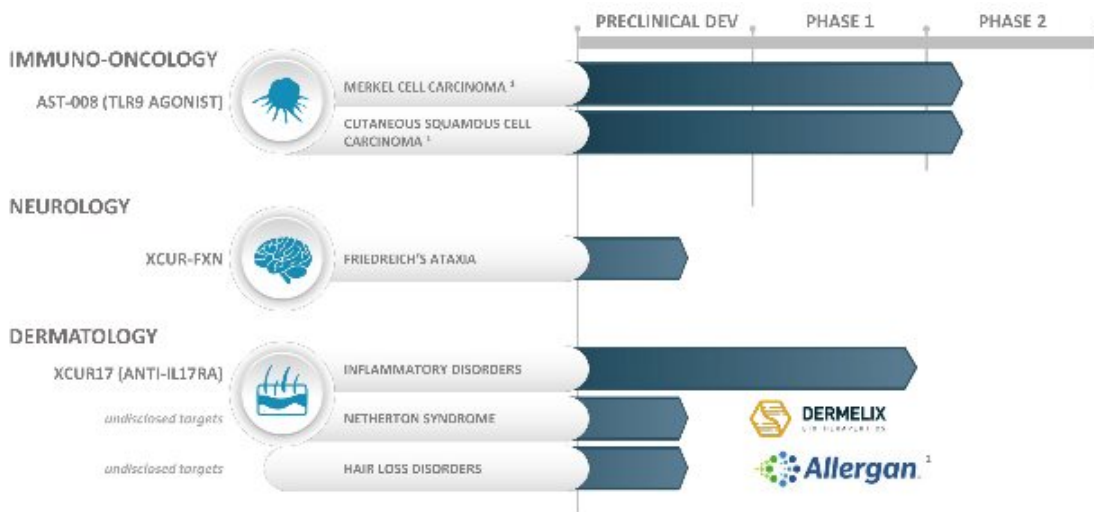 PRECLINICAL DEV
PHASE 1
PHASE 2
IMMUNO-ONCOLOGY
AST-008 (TLR9 AGONIST)
MERKEL CELL CARCINOMA ¹
CUTANEOUS SQUAMOUS CELL
CARCINOMA ¹
NEUROLOGY
XCUR-FXN
FRIEDREICH'S ATAXIA
DERMATOLOGY
XCUR17 (ANTI-IL17RA)
INFLAMMATORY DISORDERS
undisclosed targets
NETHERTON SYNDROME
DERMELIX
undisclosed targets
HAIR LOSS DISORDERS
Allergan